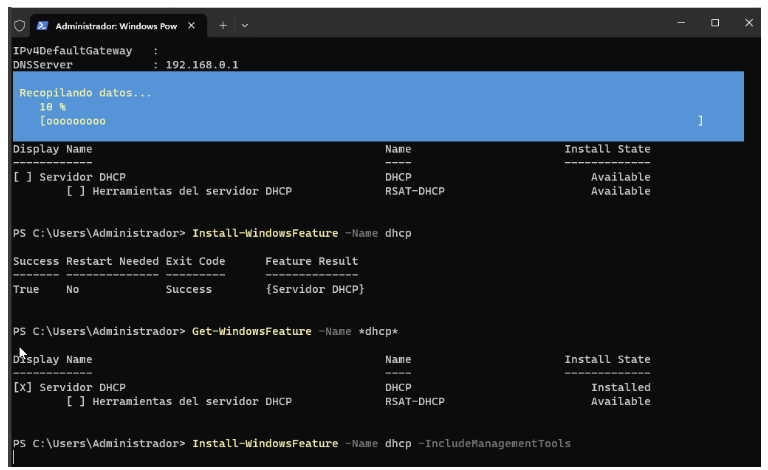 Administrador: Windows Pow
IPv4DefaultGateway   :
DNSServer            : 192.168.0.1
Recopilando datos...
10 %
[ooooooooo                                                                 ]
Display Name                                            Name                       Install State
------------                                            ----                       -------------
[ ] Servidor DHCP                                       DHCP                           Available
        [ ] Herramientas del servidor DHCP              RSAT-DHCP                      Available
PS C:\Users\Administrador> Install-WindowsFeature -Name dhcp
Success Restart Needed Exit Code      Feature Result
------- -------------- ---------      --------------
True    No             Success        {Servidor DHCP}
PS C:\Users\Administrador> Get-WindowsFeature -Name *dhcp*
Display Name                                            Name                       Install State
------------                                            ----                       -------------
[X] Servidor DHCP                                       DHCP                           Installed
        [ ] Herramientas del servidor DHCP              RSAT-DHCP                      Available
PS C:\Users\Administrador> Install-WindowsFeature -Name dhcp -IncludeManagementTools